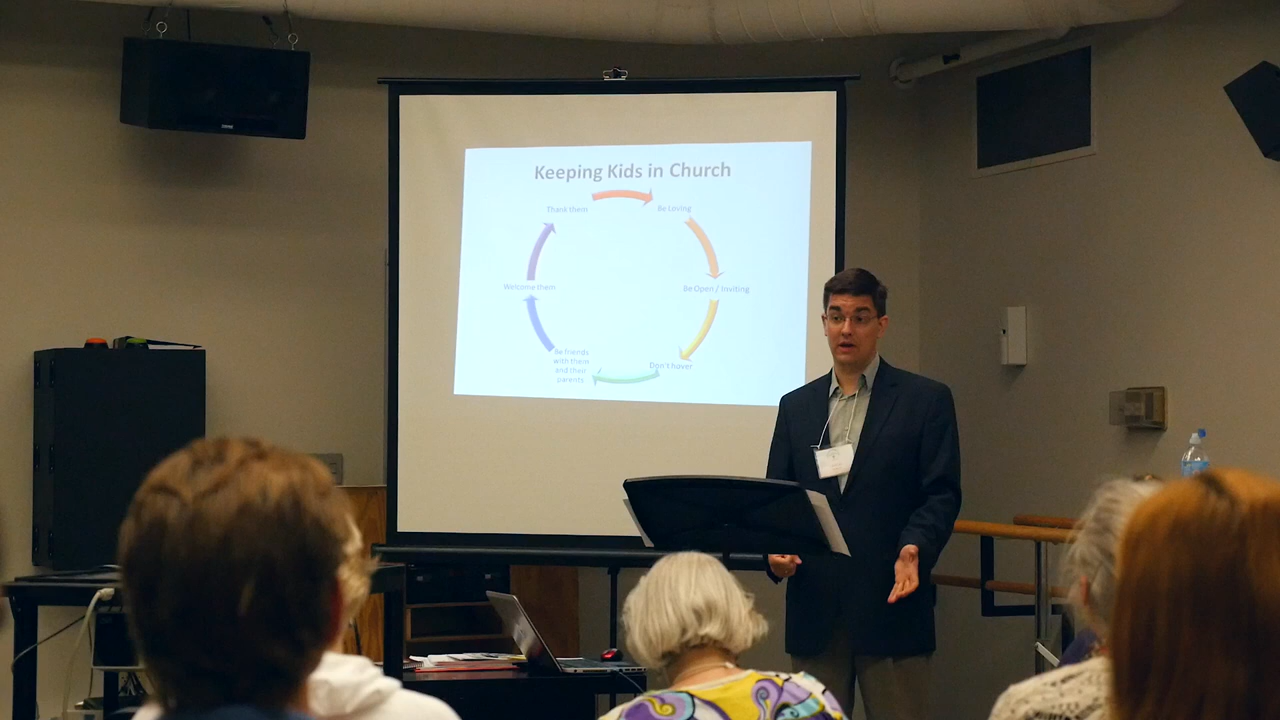 Keeping Kids in Church
Thank them
Be Loving
Welcome them
Be Open / Inviting
Be friends
with them
and their
parents.
Don't hover